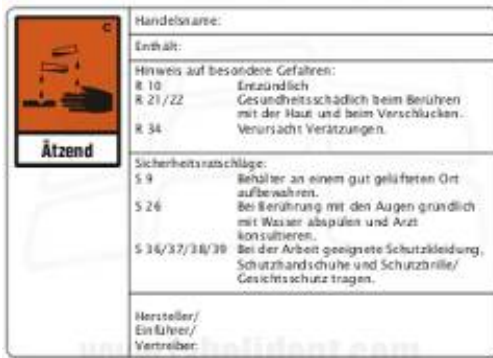 C
Ätzend
Handelsname:
Enthält:
Hinweis auf besondere Gefahren:
R 10 Entzündlich
R 21/22 Gesundheitsschädlich beim Berühren
mit der Haut und beim Verschlucken.
R 34 Verursacht Verätzungen.
Sicherheitsratschläge:
S 9 Behälter an einem gut gelüfteten Ort
aufbewahren.
S 26 Bei Berührung mit den Augen gründlich
mit Wasser abspülen und Arzt
konsultieren.
S 36/37/38/39 Bei der Arbeit geeignete Schutzkleidung,
Schutzhandschuhe und Schutzbrille/
Gesichtsschutz tragen.
Hersteller/
Einführer/
Vertreiber: